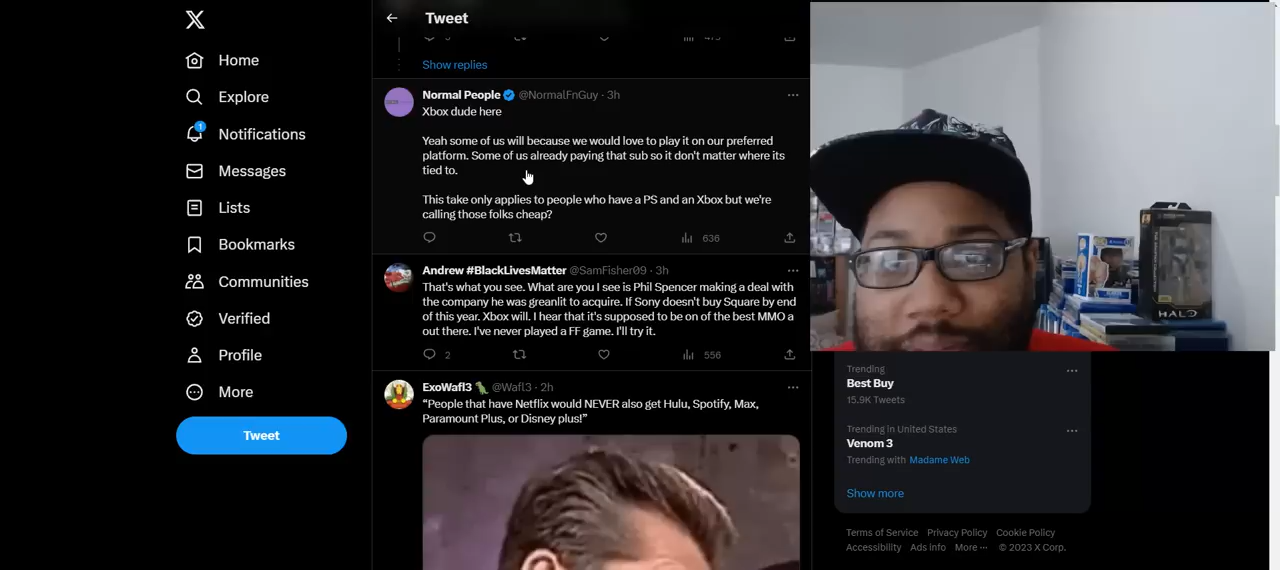 Tweet
Home
Explore
1
Notifications
Messages
Lists
Bookmarks
Communities
Verified
Profile
More
Tweet
Show replies
Normal People @NormalFnGuy · 3h
Xbox dude here
Yeah some of us will because we would love to play it on our preferred
platform. Some of us already paying that sub so it don't matter where its
tied to.
This take only applies to people who have a PS and an Xbox but we're
calling those folks cheap?
636
Andrew #BlackLivesMatter @SamFisher09 · 3h
That's what you see. What are you I see is Phil Spencer making a deal with
the company he was greanlit to acquire. If Sony doesn't buy Square by end
of this year. Xbox will. I hear that it's supposed to be on of the best MMO a
out there. I've never played a FF game. I'll try it.
2
556
ExoWafl3 🦖 @Wafl3 · 2h
“People that have Netflix would NEVER also get Hulu, Spotify, Max,
Paramount Plus, or Disney plus!”
HALO
Trending
Best Buy
15.9K Tweets
Trending in United States
Venom 3
Trending with Madame Web
Show more
Terms of Service Privacy Policy Cookie Policy
Accessibility Ads info More ··· © 2023 X Corp.